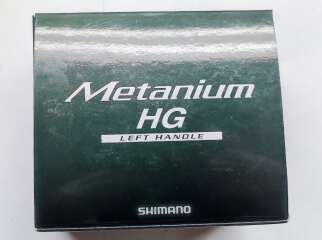 Metanium
HG
LEFT HANDLE
SHIMANO